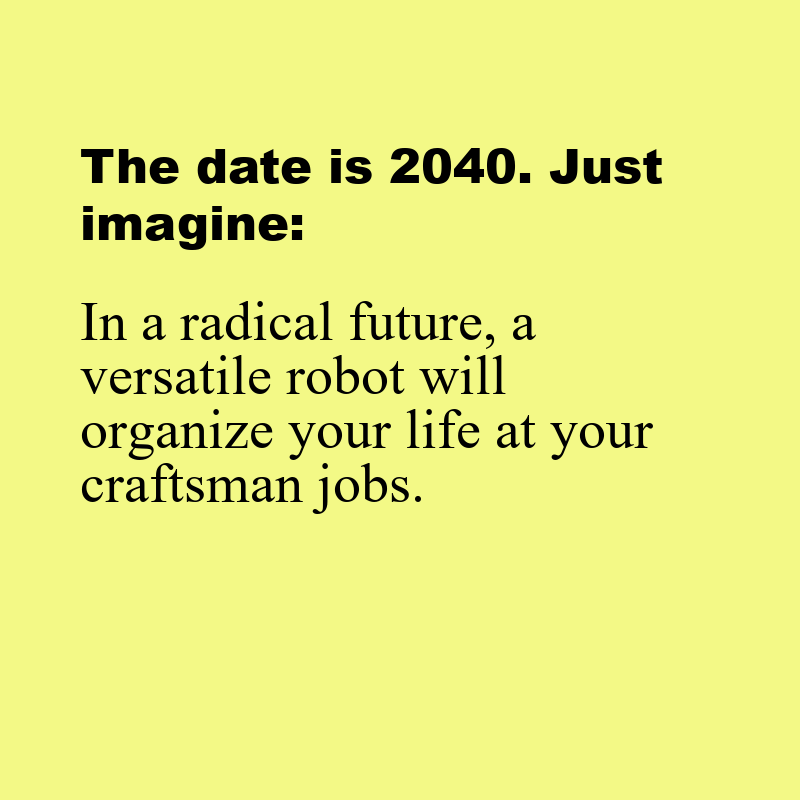 The date is 2040. Just
imagine:
In a radical future, a
versatile robot will
organize your life at your
craftsman jobs.